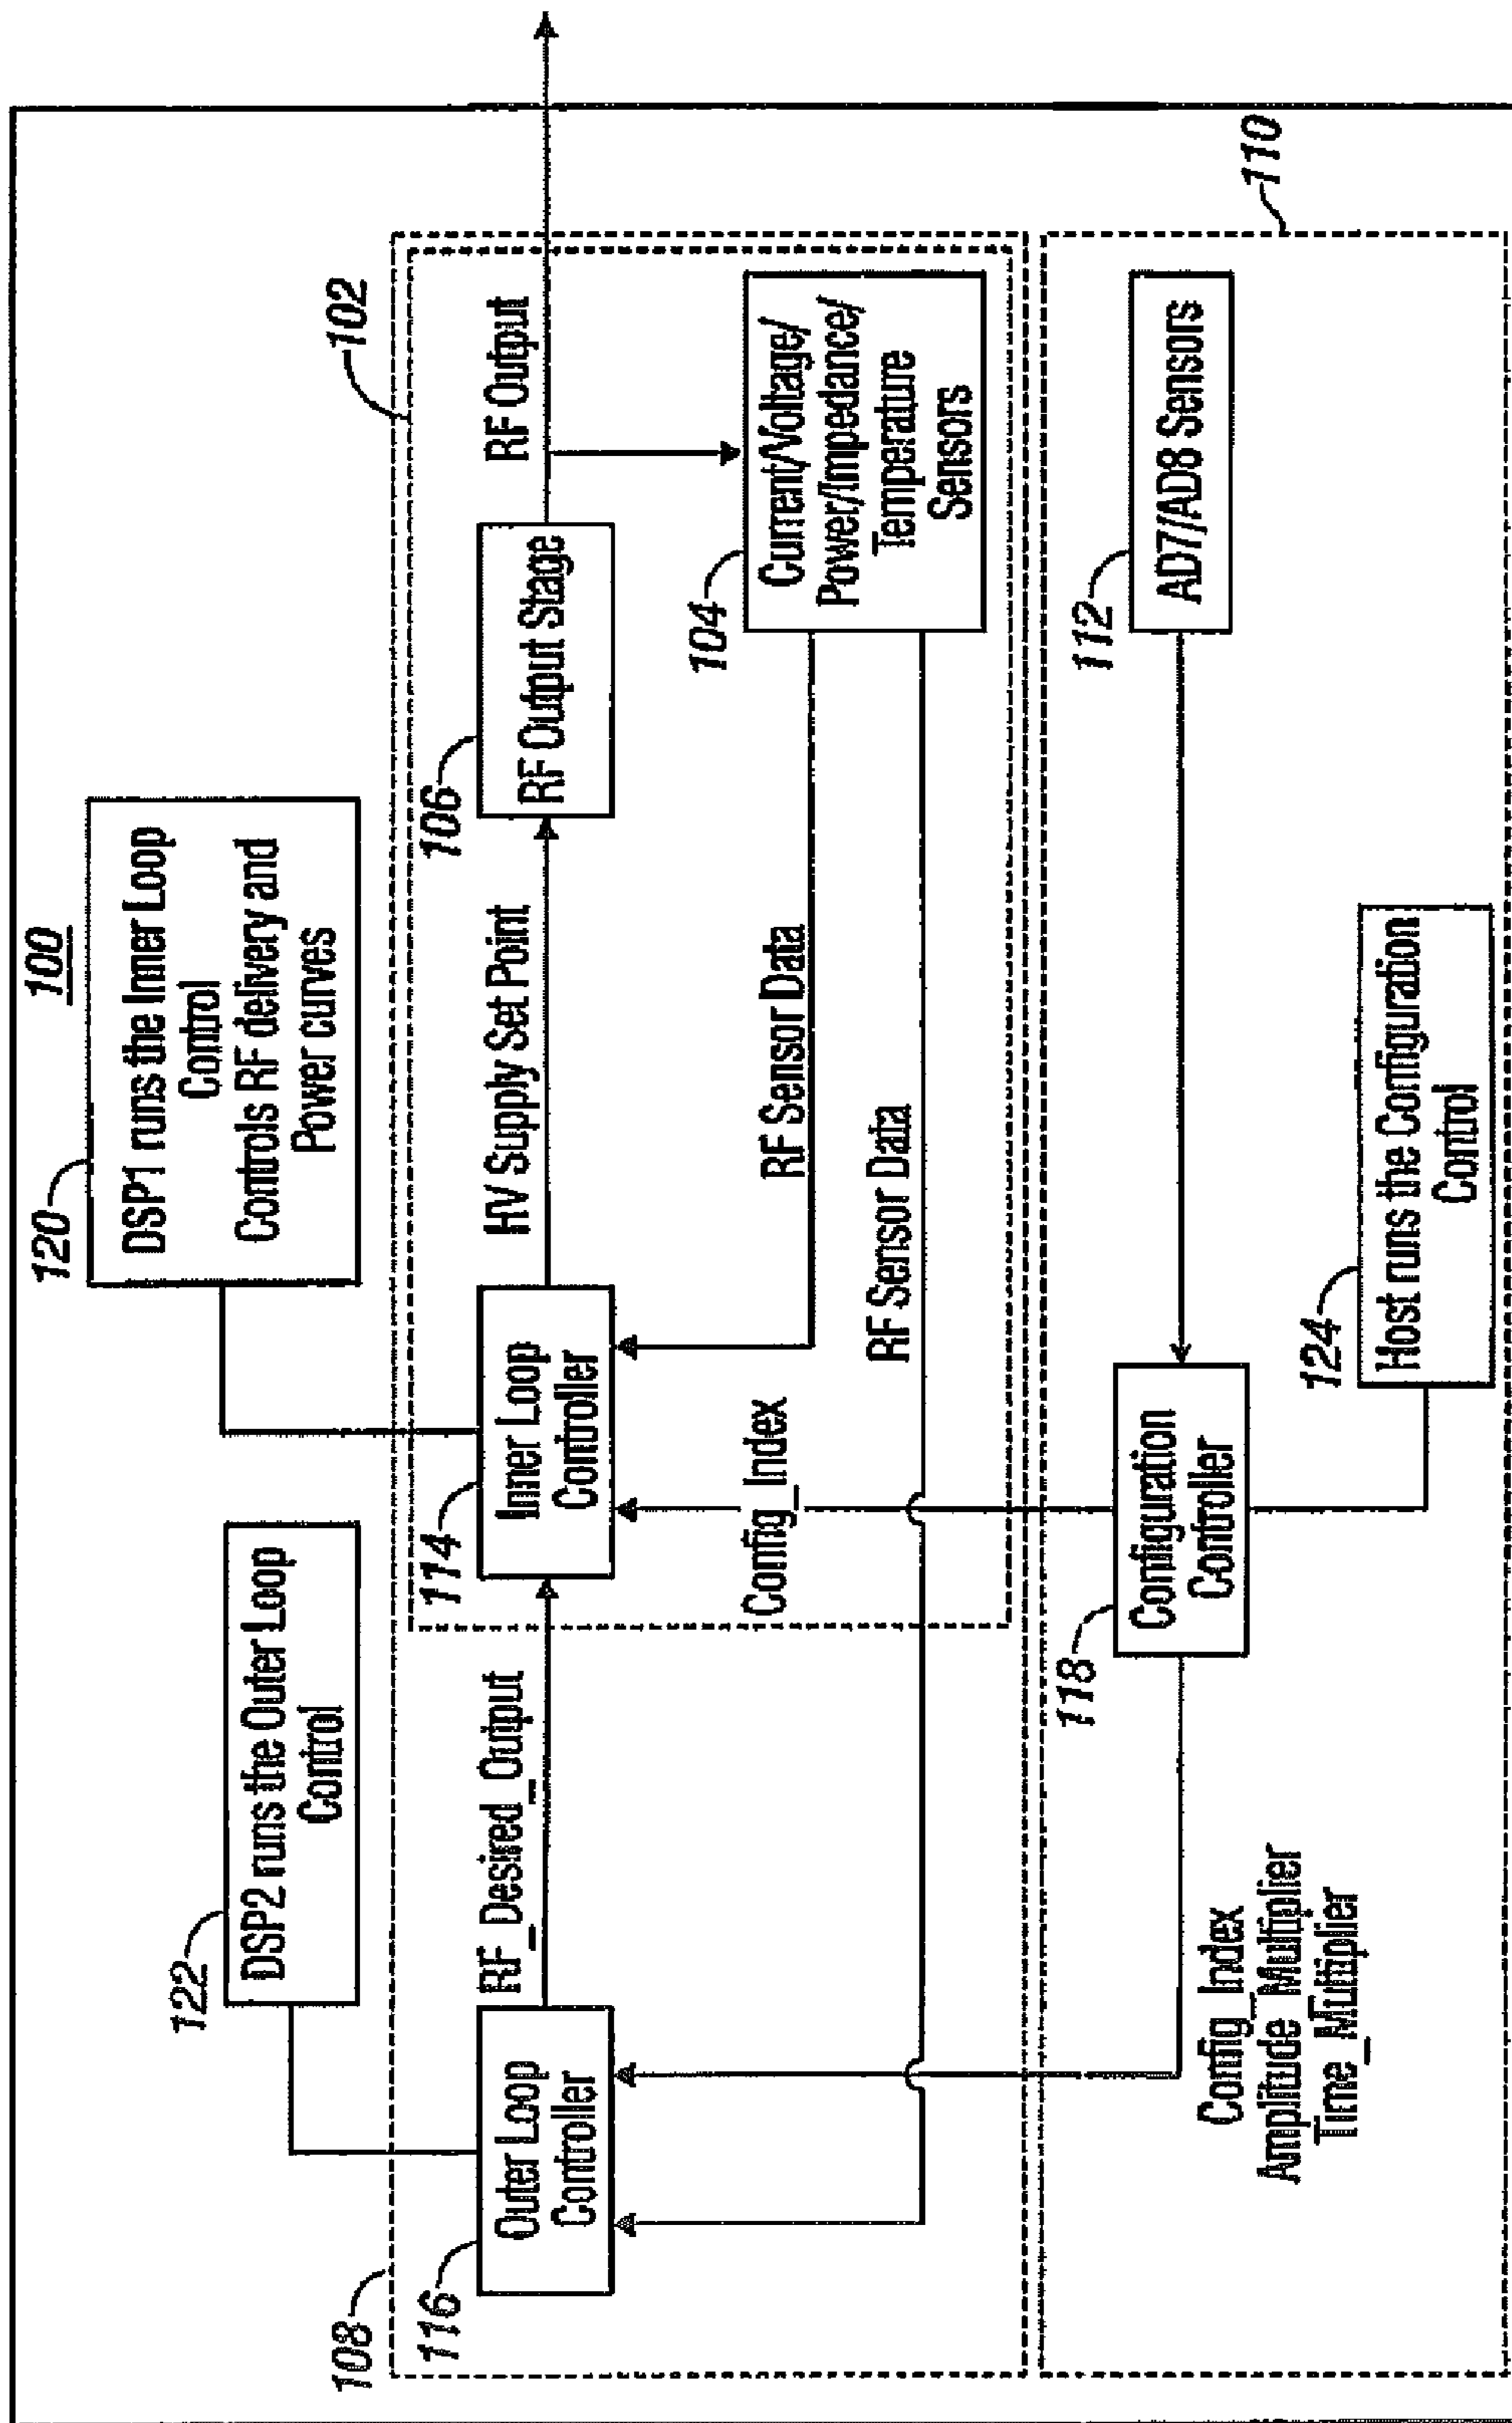 100
120
DSP1 runs the Inner Loop
Control
Controls RF delivery and
Power curves
122
DSP2 runs the Outer Loop
Control
108
102
116
Outer Loop
Controller
RF_Desired_Output
114
Inner Loop
Controller
HV Supply Set Point
106
RF Output Stage
RF Output
104
Current/Voltage/
Power/Impedance/
Temperature
Sensors
RF Sensor Data
RF Sensor Data
Config_Index
110
112
AD7/AD8 Sensors
118
Configuration
Controller
Config_Index
Amplitude_Multiplier
Time_Multiplier
124
Host runs the Configuration
Control